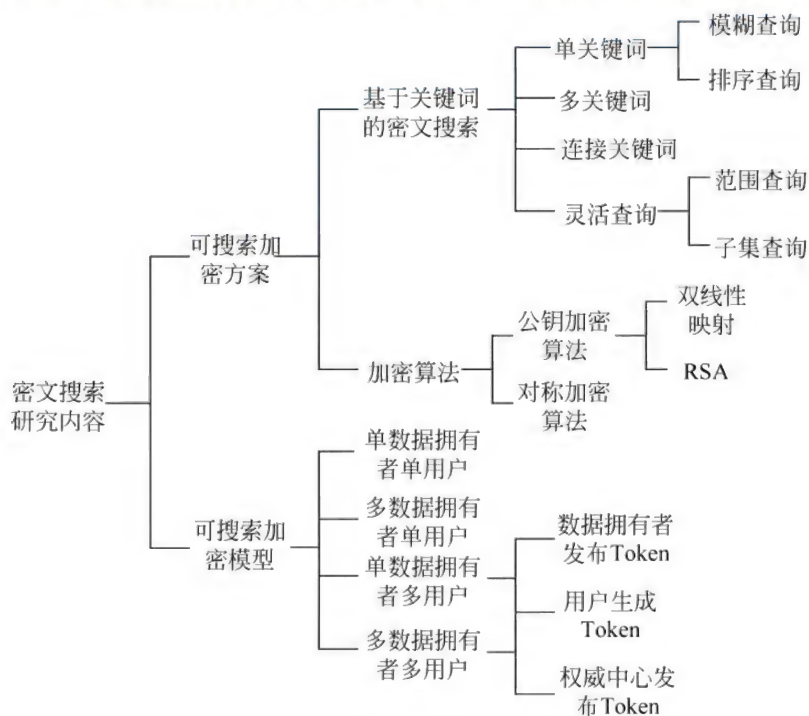 密文搜索
研究内容
可搜索加
密方案
基于关键词
的密文搜索
单关键词
模糊查询
排序查询
多关键词
连接关键词
灵活查询
范围查询
子集查询
加密算法
公钥加密
算法
双线性
映射
RSA
对称加密
算法
可搜索加
密模型
单数据拥有
者单用户
多数据拥有
者单用户
单数据拥有
者多用户
多数据拥有
者多用户
数据拥有者
发布Token
用户生成
Token
权威中心发
布Token